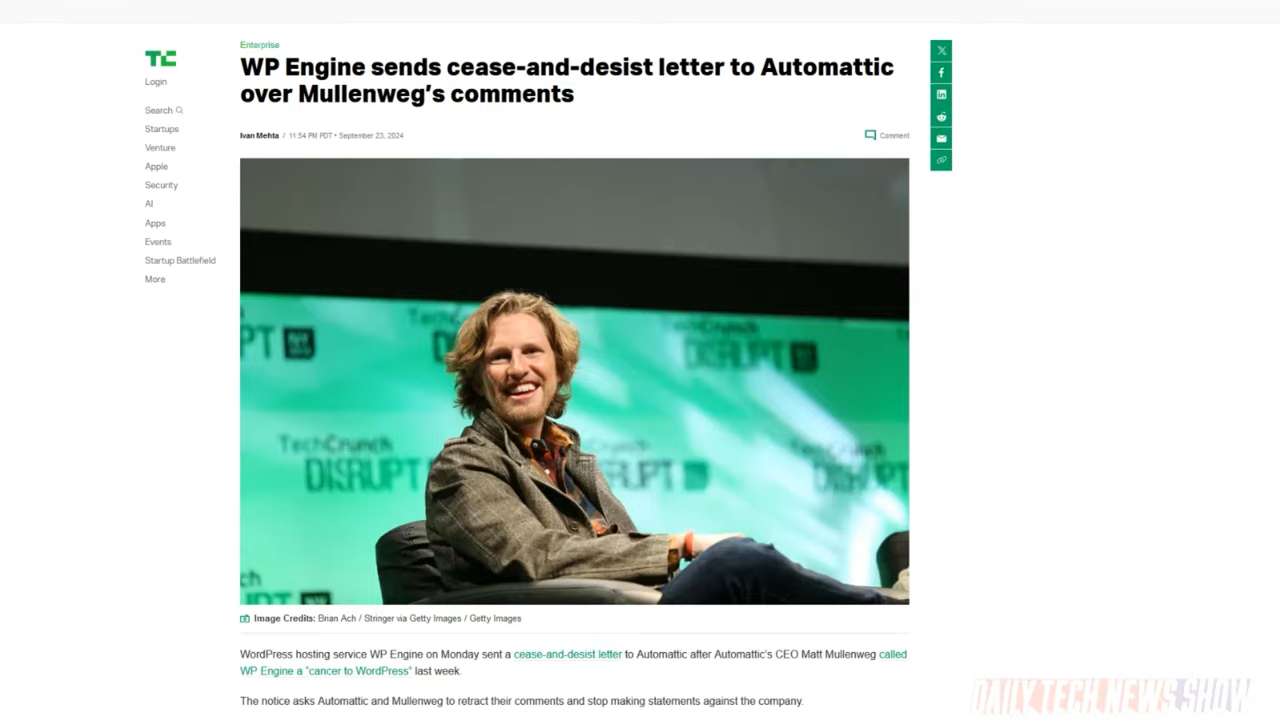 TC
Login
Search
Startups
Venture
Apple
Security
AI
Apps
Events
Startup Battlefield
More
Enterprise
WP Engine sends cease-and-desist letter to Automattic
over Mullenweg's comments
Ivan Mehta / 11:54 PM PDT • September 23, 2024
Comment
TechCrunch
DISRUPT
TechCrunch
DISRUPT
Image Credits: Brian Ach / Stringer via Getty Images / Getty Images
WordPress hosting service WP Engine on Monday sent a cease-and-desist letter to Automattic after Automattic's CEO Matt Mullenweg called
WP Engine a "cancer to WordPress" last week.
The notice asks Automattic and Mullenweg to retract their comments and stop making statements against the company.
DAILY TECH NEWS SHOW